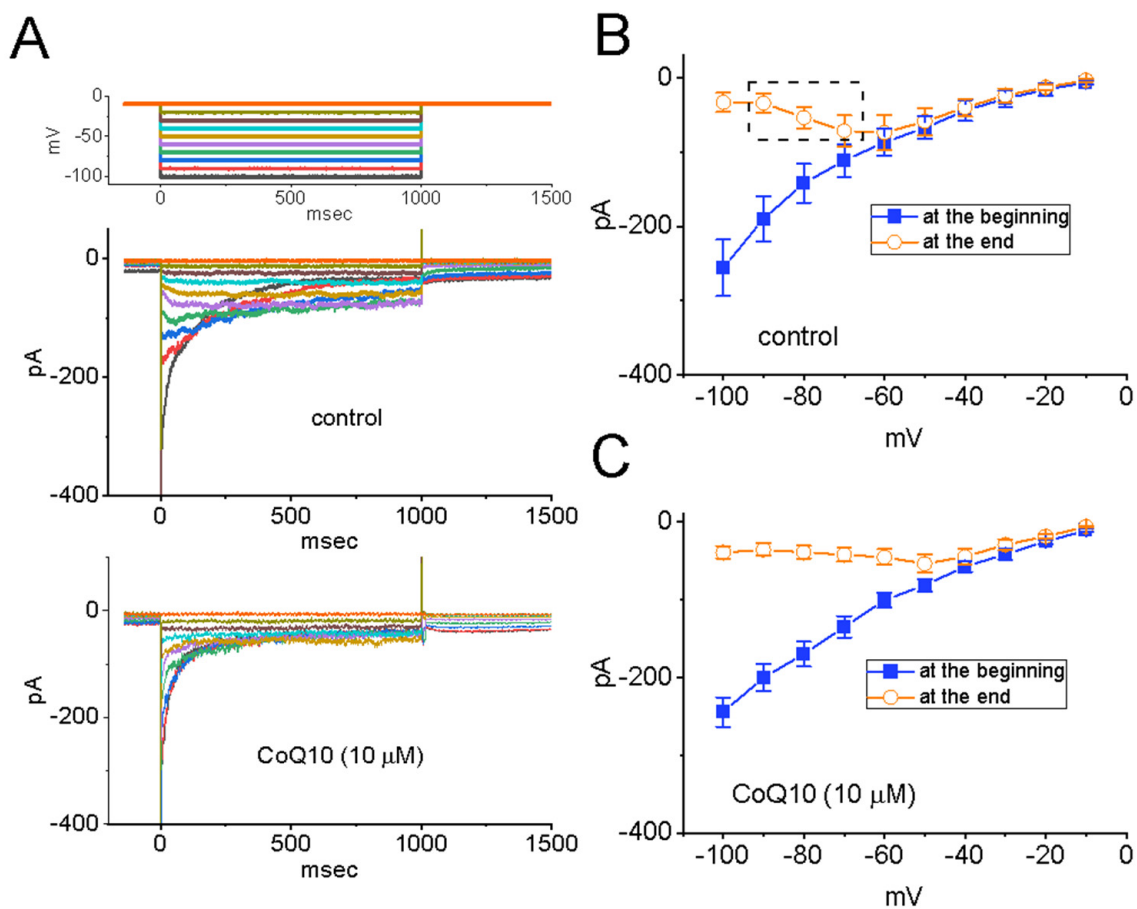 A
0
-50
-100
mV
0 500 1000 1500
msec
0
-200
-400
pA
control
0 500 1000 1500
msec
0
-200
-400
pA
CoQ10 (10 μM)
0 500 1000 1500
msec
B
0
-200
-400
pA
at the beginning
at the end
control
-100 -80 -60 -40 -20 0
mV
C
0
-200
-400
pA
at the beginning
at the end
CoQ10 (10 μM)
-100 -80 -60 -40 -20 0
mV